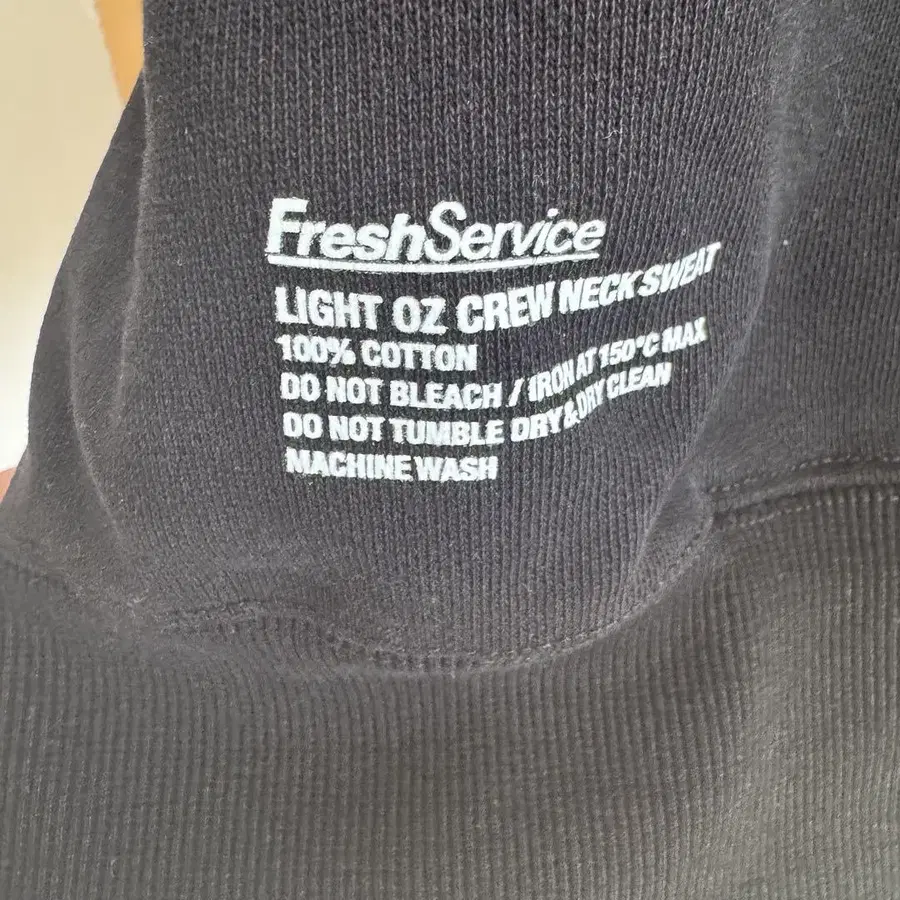 FreshService
LIGHT OZ CREW NECK SWEAT
100% COTTON
DO NOT BLEACH / IRON AT 150°C MAX
DO NOT TUMBLE DRY & DRY CLEAN
MACHINE WASH